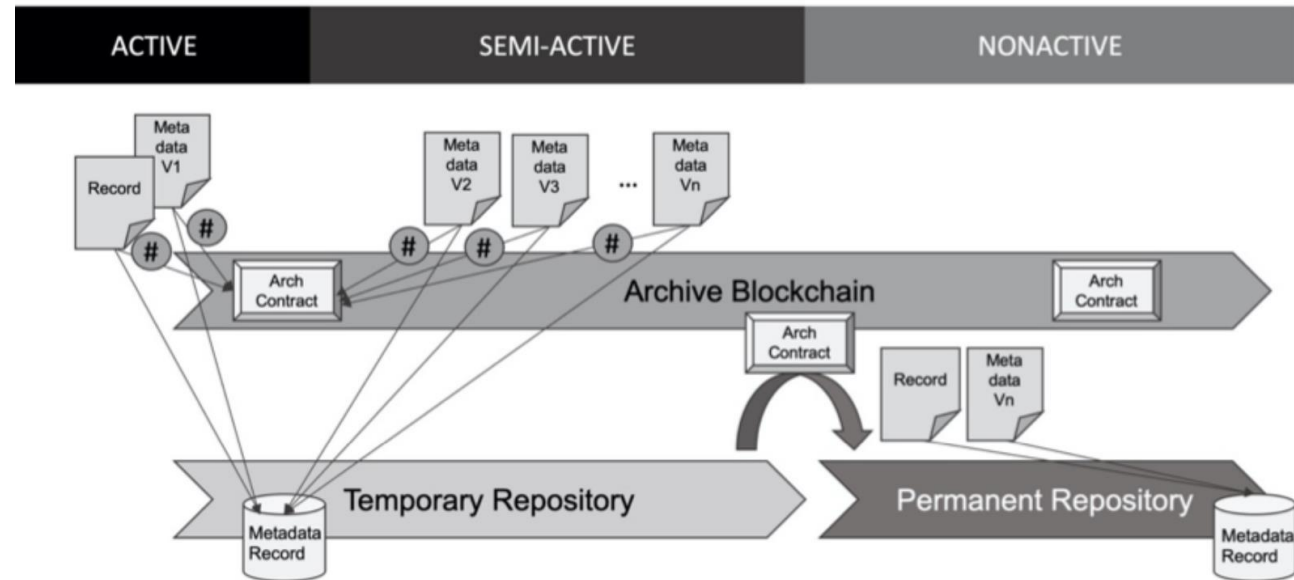 ACTIVE
SEMI-ACTIVE
NONACTIVE
Meta
data
V1
Record
Meta
data
V2
Meta
data
V3
...
Meta
data
Vn
#
#
#
#
#
Arch
Contract
Archive Blockchain
Arch
Contract
Arch
Contract
Record
Meta
data
Vn
Temporary Repository
Permanent Repository
Metadata
Record
Metadata
Record